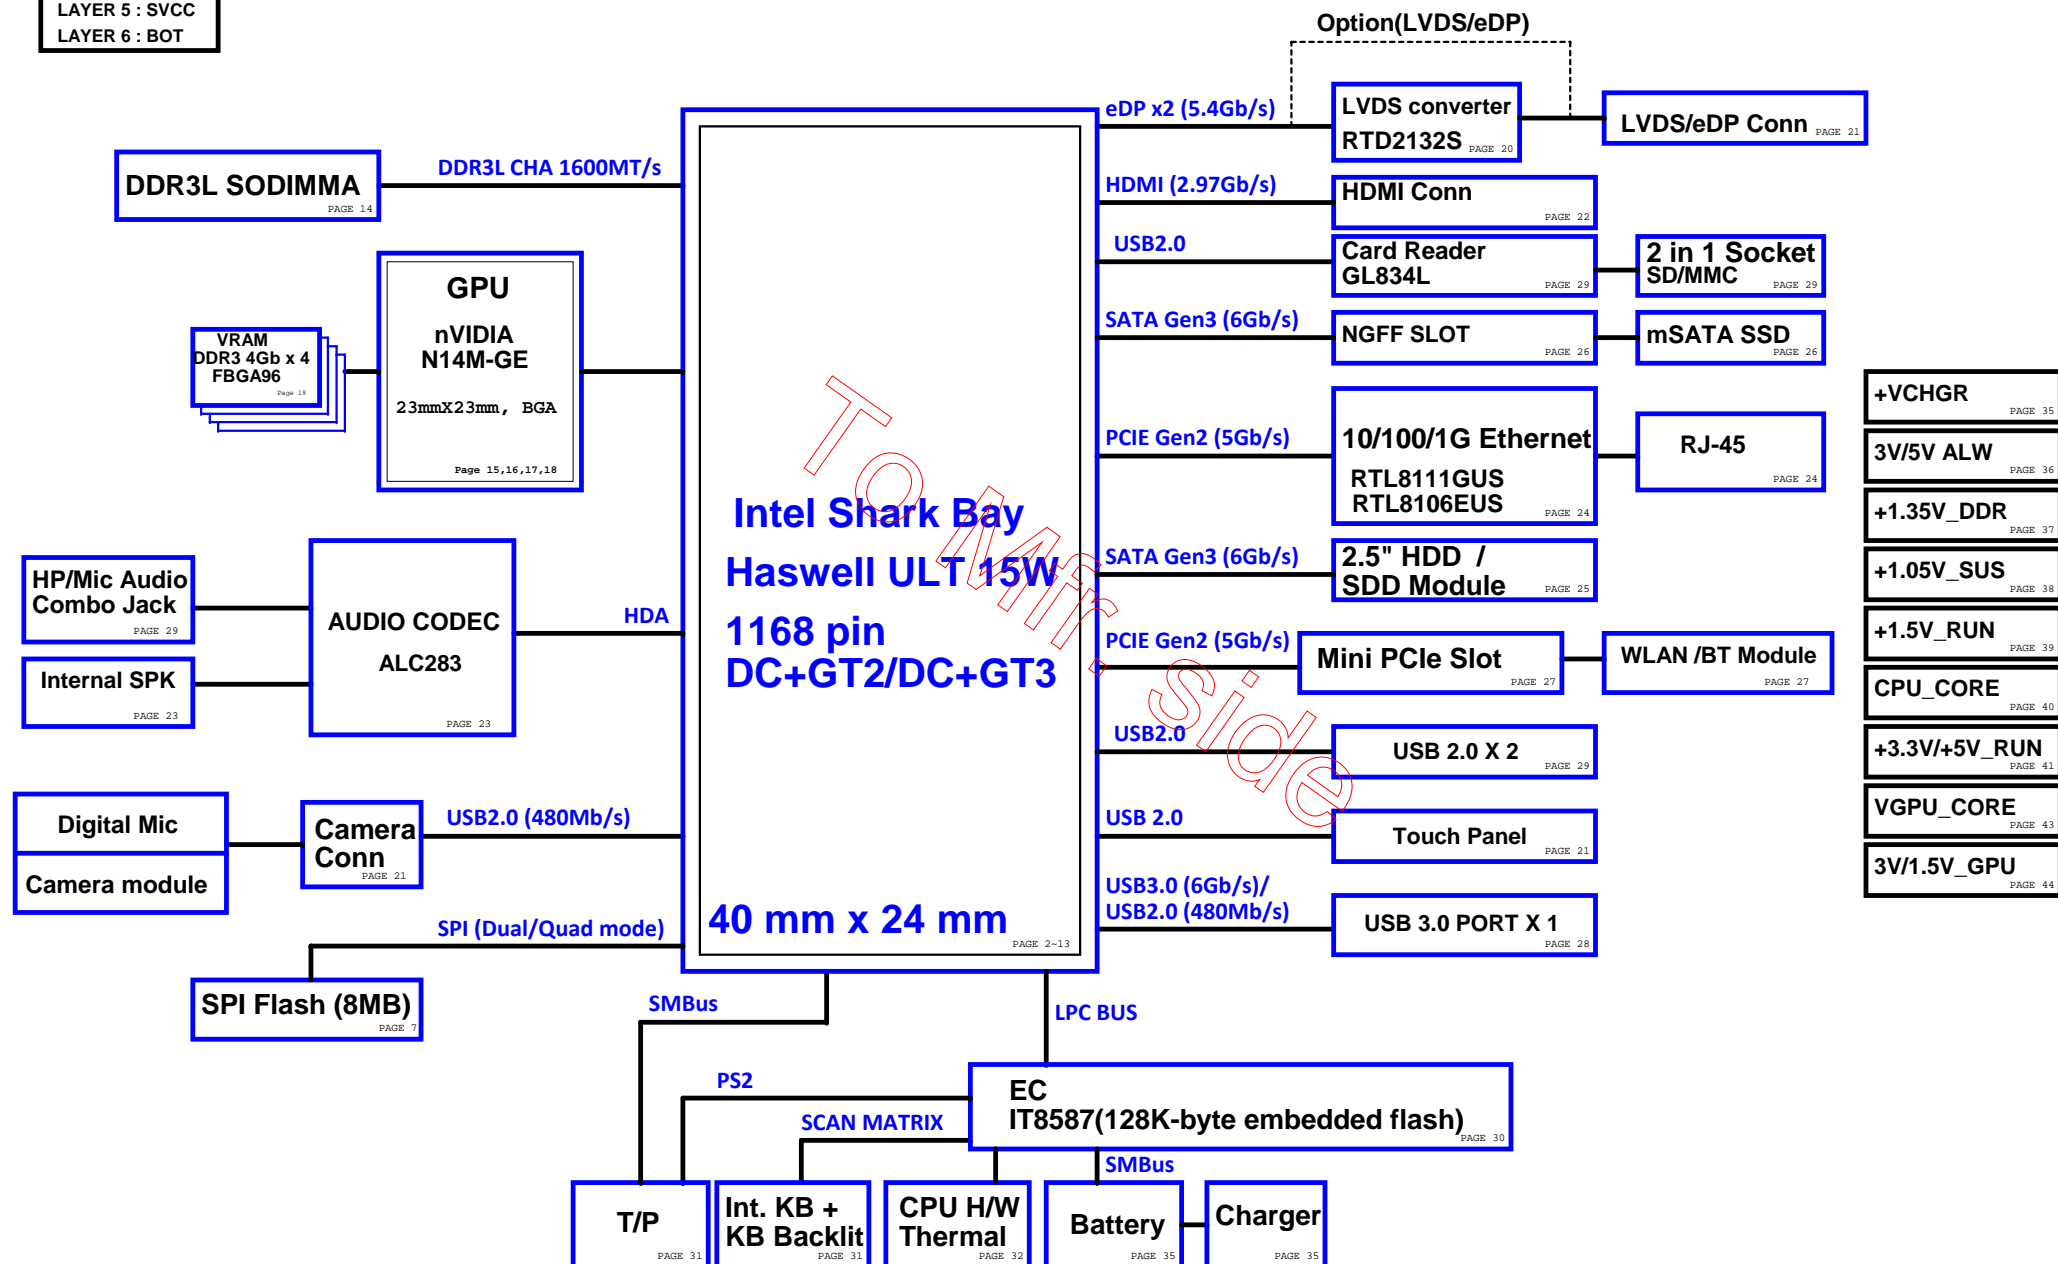 LAYER 5 : SVCC
LAYER 6 : BOT
Option(LVDS/eDP)
eDP x2 (5.4Gb/s)
LVDS converter
RTD2132S
PAGE 20
LVDS/eDP Conn
PAGE 21
DDR3L SODIMMA
PAGE 14
DDR3L CHA 1600MT/s
HDMI (2.97Gb/s)
HDMI Conn
PAGE 22
USB2.0
Card Reader
GL834L
PAGE 29
2 in 1 Socket
SD/MMC
PAGE 29
GPU
nVIDIA
N14M-GE
23mmX23mm, BGA
Page 15,16,17,18
VRAM
DDR3 4Gb x 4
FBGA96
Page 19
SATA Gen3 (6Gb/s)
NGFF SLOT
PAGE 26
mSATA SSD
PAGE 26
PCIE Gen2 (5Gb/s)
10/100/1G Ethernet
RTL8111GUS
RTL8106EUS
PAGE 24
RJ-45
PAGE 24
Intel Shark Bay
Haswell ULT 15W
1168 pin
DC+GT2/DC+GT3
40 mm x 24 mm
PAGE 2~13
To Mfr. side
SATA Gen3 (6Gb/s)
2.5" HDD /
SDD Module
PAGE 25
HP/Mic Audio
Combo Jack
PAGE 29
Internal SPK
PAGE 23
AUDIO CODEC
ALC283
PAGE 23
HDA
PCIE Gen2 (5Gb/s)
Mini PCIe Slot
PAGE 27
WLAN /BT Module
PAGE 27
USB2.0
USB 2.0 X 2
PAGE 29
Digital Mic
Camera module
Camera
Conn
PAGE 21
USB2.0 (480Mb/s)
USB 2.0
Touch Panel
PAGE 21
USB3.0 (6Gb/s)/
USB2.0 (480Mb/s)
USB 3.0 PORT X 1
PAGE 28
SPI (Dual/Quad mode)
SPI Flash (8MB)
PAGE 7
SMBus
LPC BUS
PS2
SCAN MATRIX
EC
IT8587(128K-byte embedded flash)
PAGE 30
SMBus
T/P
PAGE 31
Int. KB +
KB Backlit
PAGE 31
CPU H/W
Thermal
PAGE 32
Battery
PAGE 35
Charger
PAGE 35
+VCHGR
PAGE 35
3V/5V ALW
PAGE 36
+1.35V_DDR
PAGE 37
+1.05V_SUS
PAGE 38
+1.5V_RUN
PAGE 39
CPU_CORE
PAGE 40
+3.3V/+5V_RUN
PAGE 41
VGPU_CORE
PAGE 43
3V/1.5V_GPU
PAGE 44